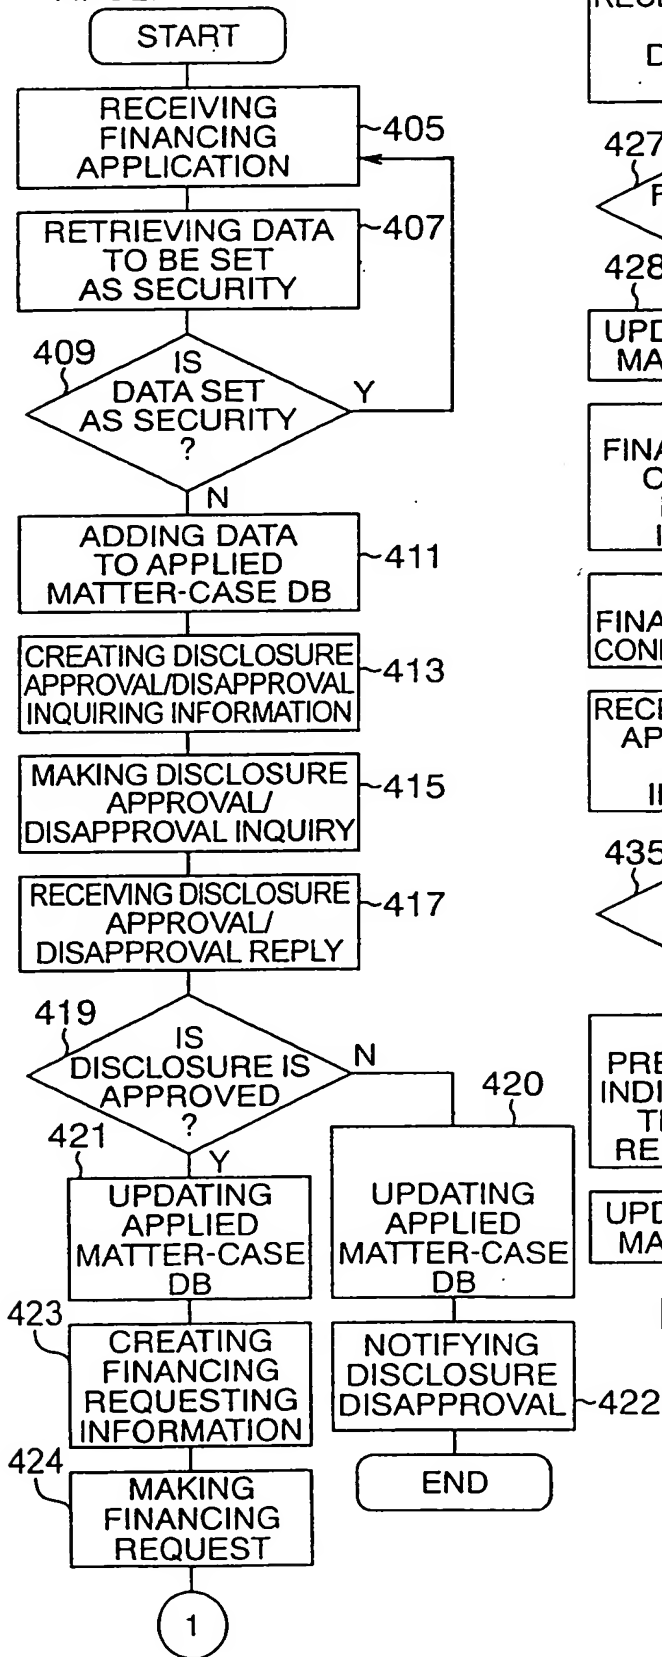 START
RECEIVING
FINANCING
APPLICATION
405
RETRIEVING DATA
TO BE SET
AS SECURITY
407
409
IS
DATA SET
AS SECURITY
?
Y
N
ADDING DATA
TO APPLIED
MATTER-CASE DB
411
CREATING DISCLOSURE
APPROVAL/DISAPPROVAL
INQUIRING INFORMATION
413
MAKING DISCLOSURE
APPROVAL/
DISAPPROVAL INQUIRY
415
RECEIVING DISCLOSURE
APPROVAL/
DISAPPROVAL REPLY
417
419
IS
DISCLOSURE IS
APPROVED
?
N
Y
420
421
UPDATING
APPLIED
MATTER-CASE
DB
UPDATING
APPLIED
MATTER-CASE
DB
423
CREATING
FINANCING
REQUESTING
INFORMATION
NOTIFYING
DISCLOSURE
DISAPPROVAL
422
424
MAKING
FINANCING
REQUEST
END
1
427
428
435